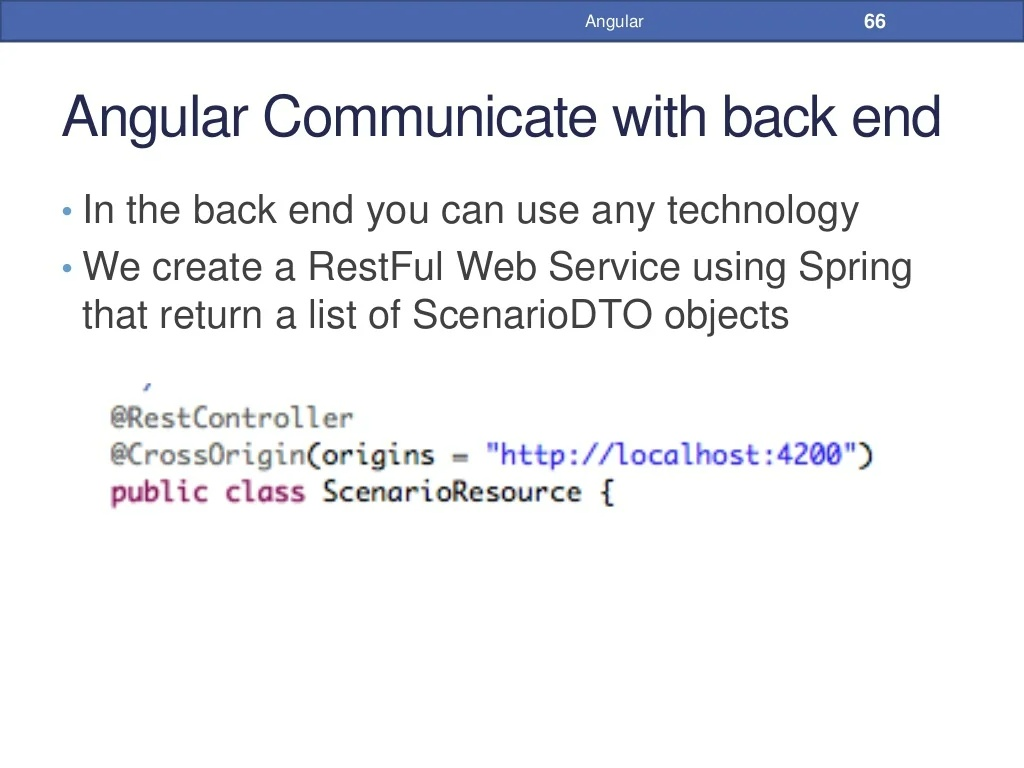 Angular 66
Angular Communicate with back end
• In the back end you can use any technology
• We create a RestFul Web Service using Spring
that return a list of ScenarioDTO objects
@RestController
@CrossOrigin(origins = "http://localhost:4200")
public class ScenarioResource {